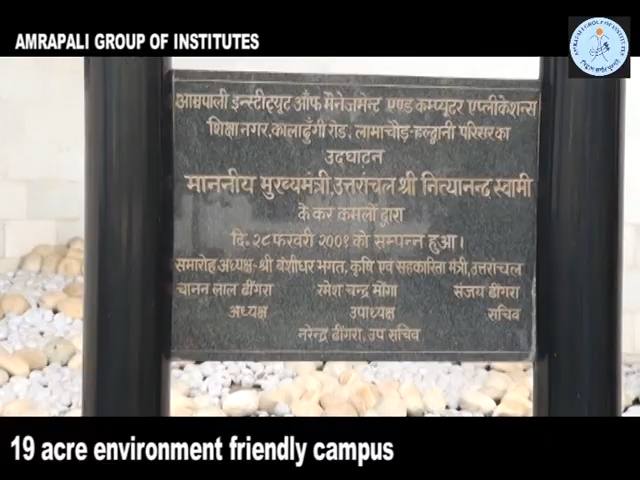 AMRAPALI GROUP OF INSTITUTES
आम्रपाली इन्स्टीट्यूट ऑफ मैनेजमेन्ट एण्ड कम्प्यूटर एप्लीकेशन्स
शिक्षा नगर, कालाढुँगी रोड, लामाचौड़-हल्द्वानी परिसर का
उदघाटन
माननीय मुख्यमंत्री, उत्तरांचल श्री नित्यानन्द स्वामी
के कर कमलों द्वारा
दि. २८ फरवरी २००१ को सम्पन्न हुआ।
समारोह अध्यक्ष- श्री बंशीधर भगत, कृषि एवं सहकारिता मंत्री, उत्तरांचल
चानन लाल ढींगरा रमेश चन्द्र मोंगा संजय ढींगरा
अध्यक्ष उपाध्यक्ष सचिव
नरेन्द्र ढींगरा, उप सचिव
19 acre environment friendly campus